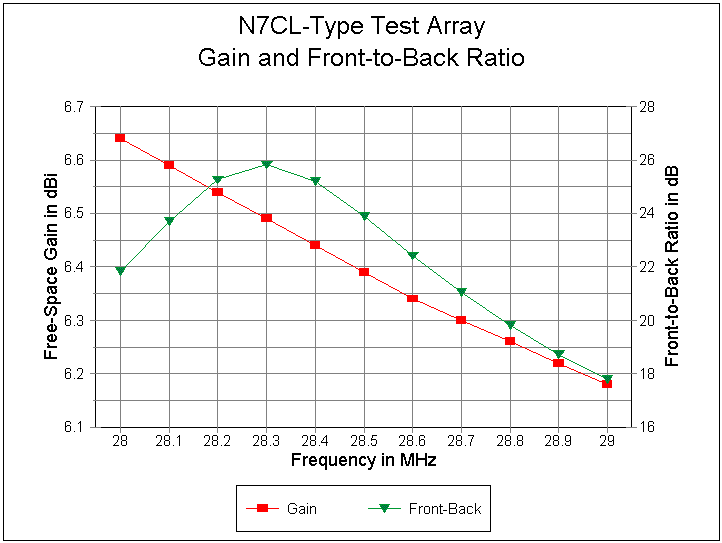 N7CL-Type Test Array
Gain and Front-to-Back Ratio
Free-Space Gain in dBi
6.7
6.6
6.5
6.4
6.3
6.2
6.1
28
26
24
22
20
18
16
Front-to-Back Ratio in dB
28 28.1 28.2 28.3 28.4 28.5 28.6 28.7 28.8 28.9 29
Frequency in MHz
Gain Front-Back